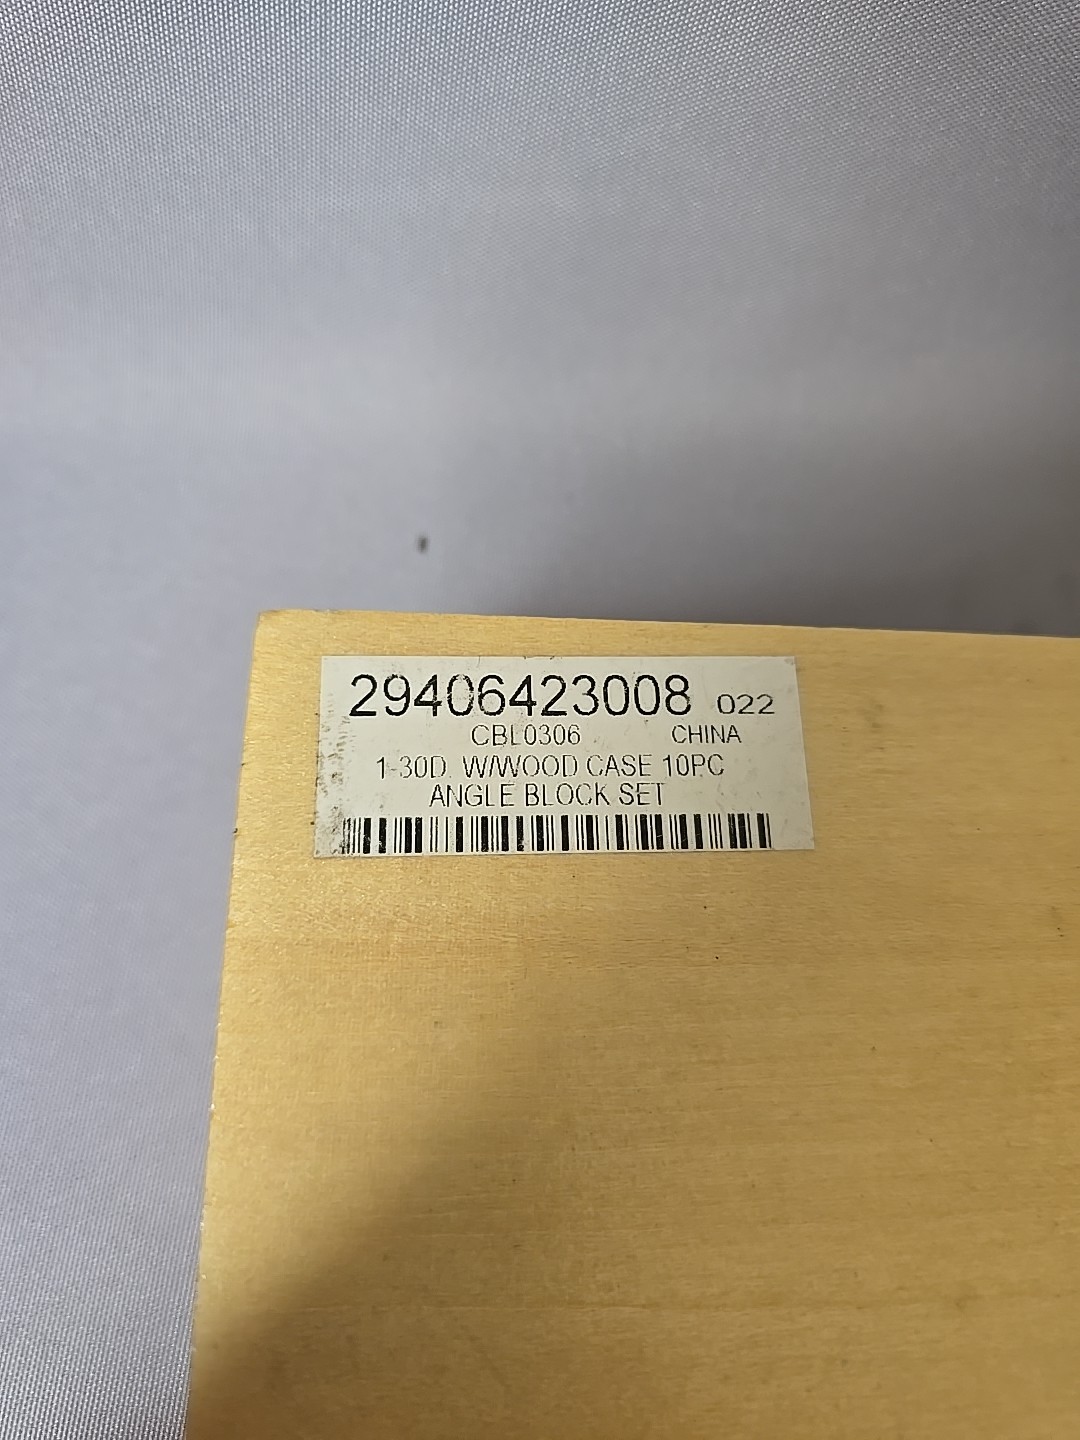 29406423008 022
CBL0306 CHINA
1-30D. W/WOOD CASE 10PC
ANGLE BLOCK SET